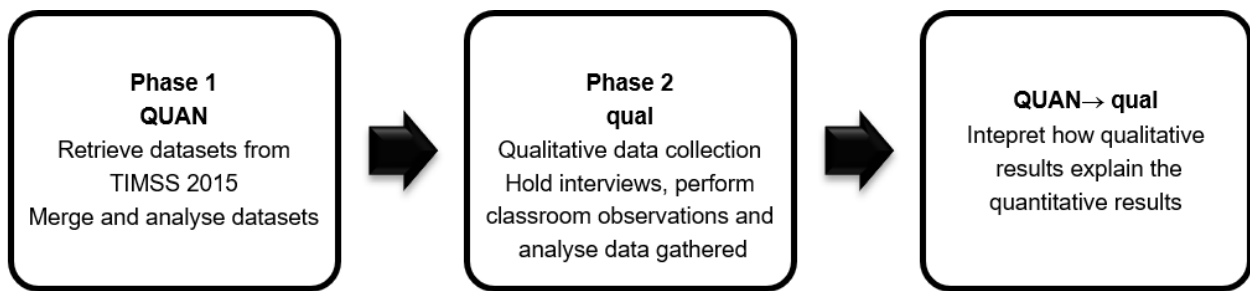 Phase 1
QUAN
Retrieve datasets from
TIMSS 2015
Merge and analyse datasets
Phase 2
qual
Qualitative data collection
Hold interviews, perform
classroom observations and
analyse data gathered
QUAN→ qual
Intepret how qualitative
results explain the
quantitative results